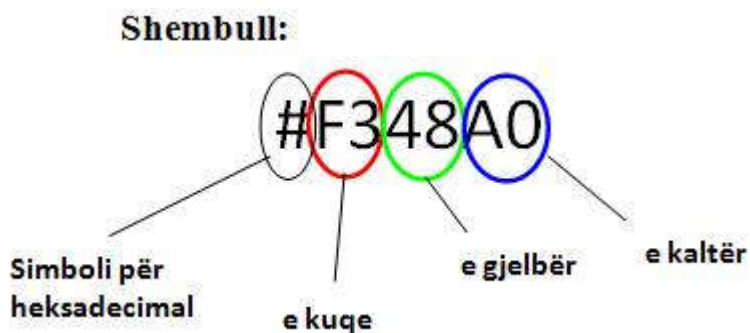 Shembull:
#F348A0
Simboli për
heksadecimal
e kuqe
e gjelbër
e kaltër